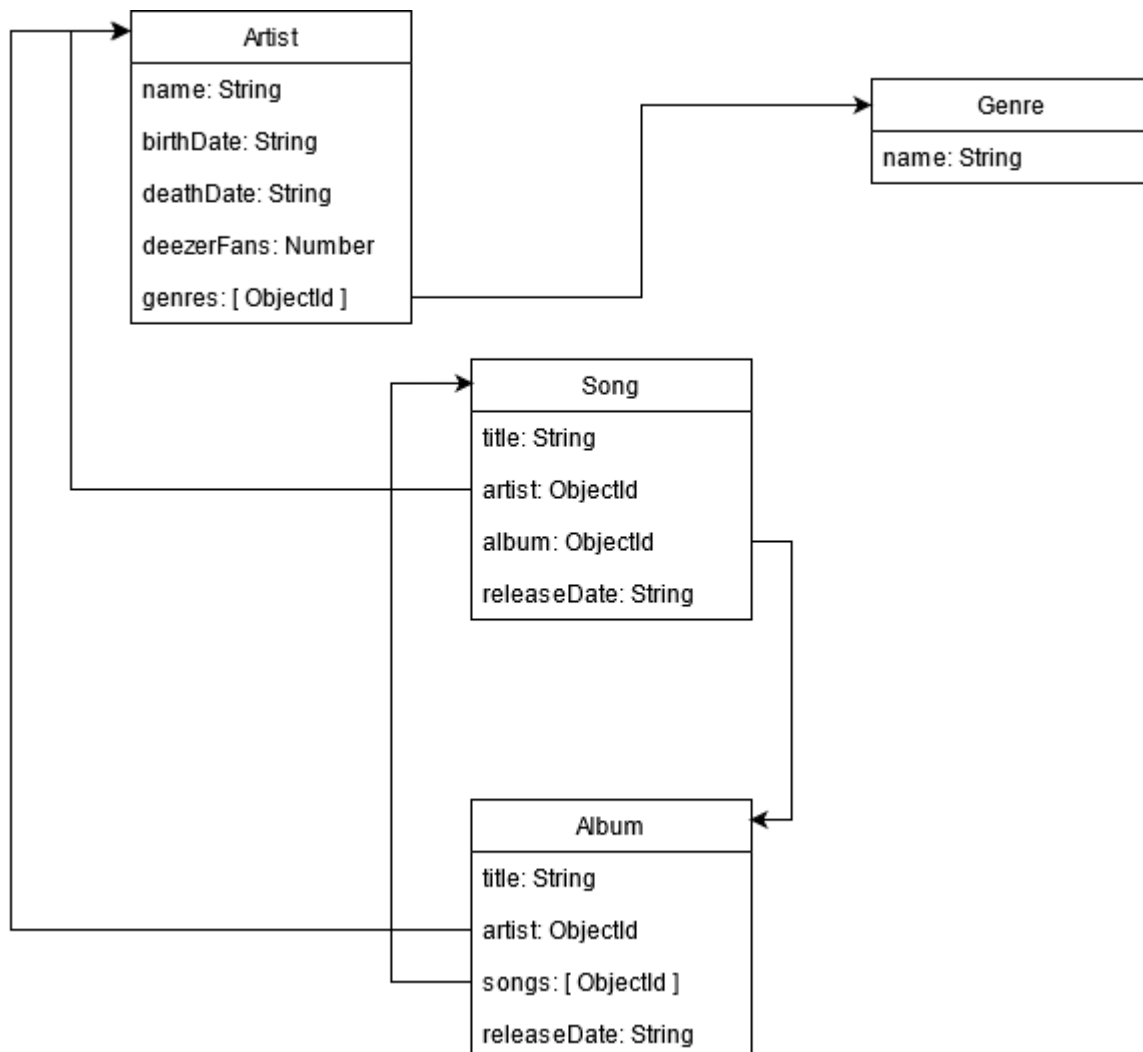 Artist
name: String
birthDate: String
deathDate: String
deezerFans: Number
genres: [ ObjectId ]
Genre
name: String
Song
title: String
artist: ObjectId
album: ObjectId
releaseDate: String
Album
title: String
artist: ObjectId
songs: [ ObjectId ]
releaseDate: String